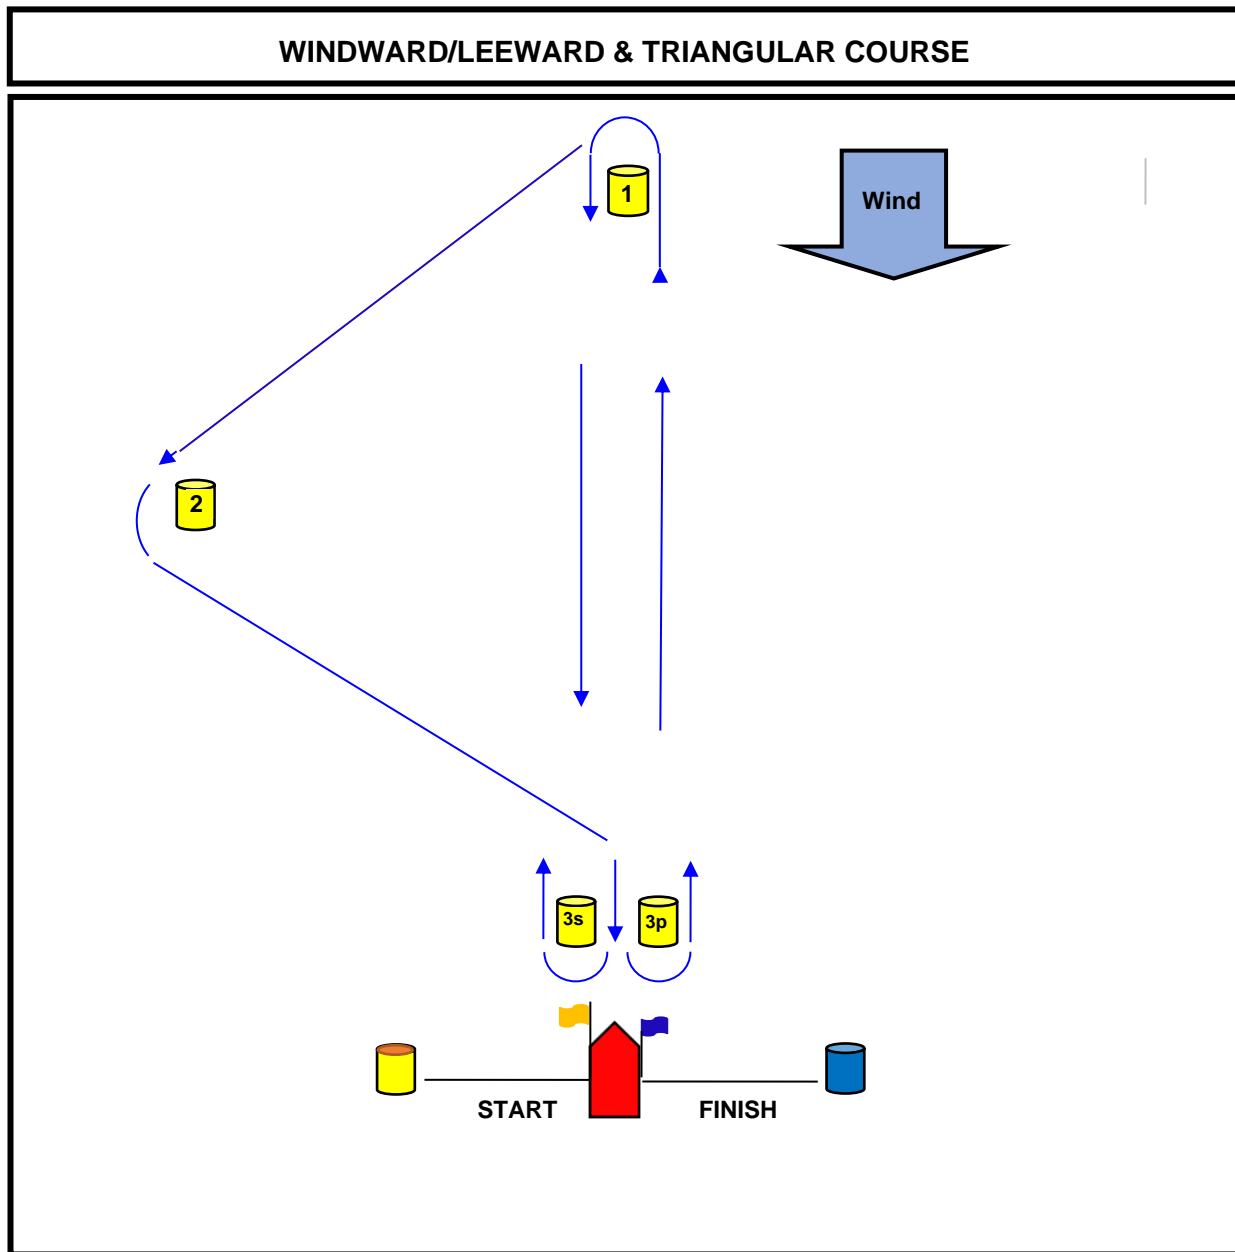 WINDWARD/LEEWARD & TRIANGULAR COURSE
1
Wind
2
3s
3p
START
FINISH